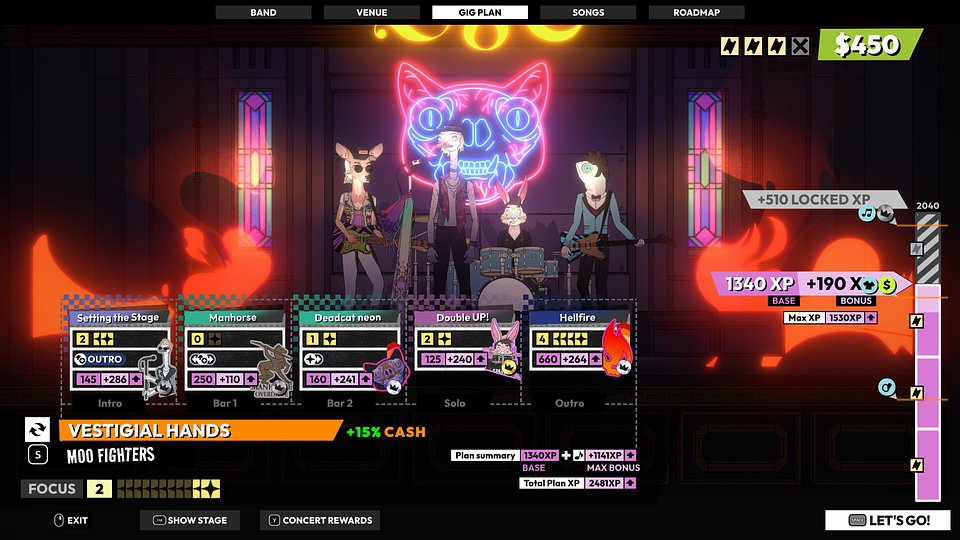 BAND VENUE GIG PLAN SONGS ROADMAP
$450
+510 LOCKED XP
2040
1340 XP +190 X
BASE BONUS
Max XP 1530XP
Setting the Stage Manhorse Deadcat neon Double UP! Hellfire
2 0 1 2 4
OUTRO
145 +286 250 +110 160 +241 125 +240 660 +264
Intro Bar 1 Bar 2 Solo Outro
VESTIGIAL HANDS +15% CASH
S MOO FIGHTERS
Plan summary 1340XP + +1141XP
BASE MAX BONUS
Total Plan XP 2481XP
FOCUS 2
EXIT SHOW STAGE Y CONCERT REWARDS SPACE LET'S GO!